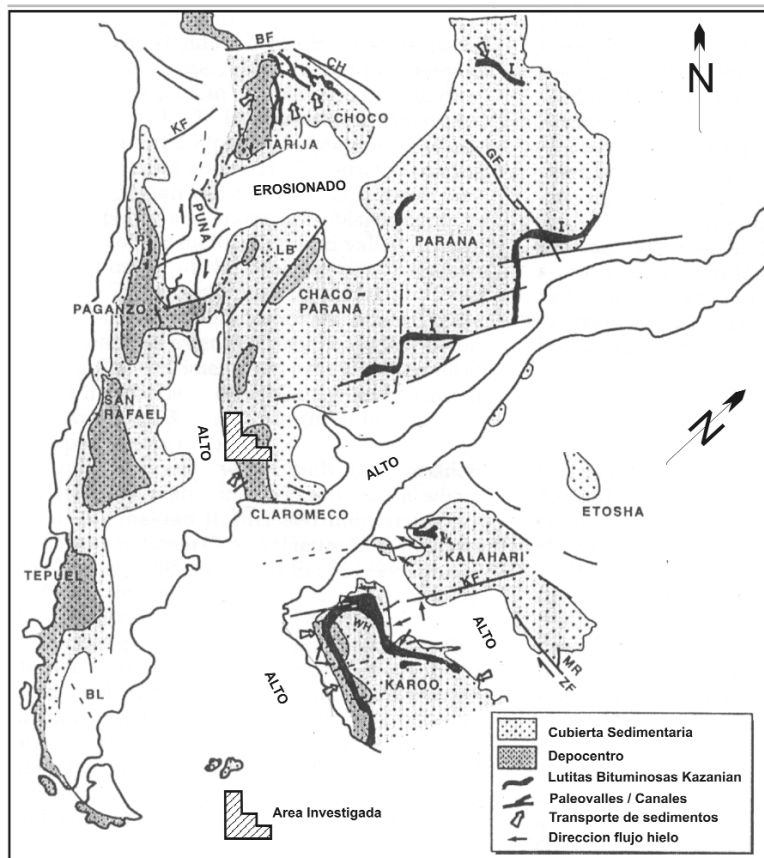 BF
CH
I
N
CHOCO
KF
TARIJA
GF
EROSIONADO
PUNA
P
PARANA
I
LB
CHACO –
PARANA
PAGANZO
I
SAN
RAFAEL
ALTO
ALTO
N
CLAROMECO
ETOSHA
TEPUEL
KALAHARI
KF
WH
ALTO
MR
ZF
ALTO
KAROO
BL
Cubierta Sedimentaria
Depocentro
Lutitas Bituminosas Kazanian
Paleovalles / Canales
Transporte de sedimentos
Direccion flujo hielo
Area Investigada